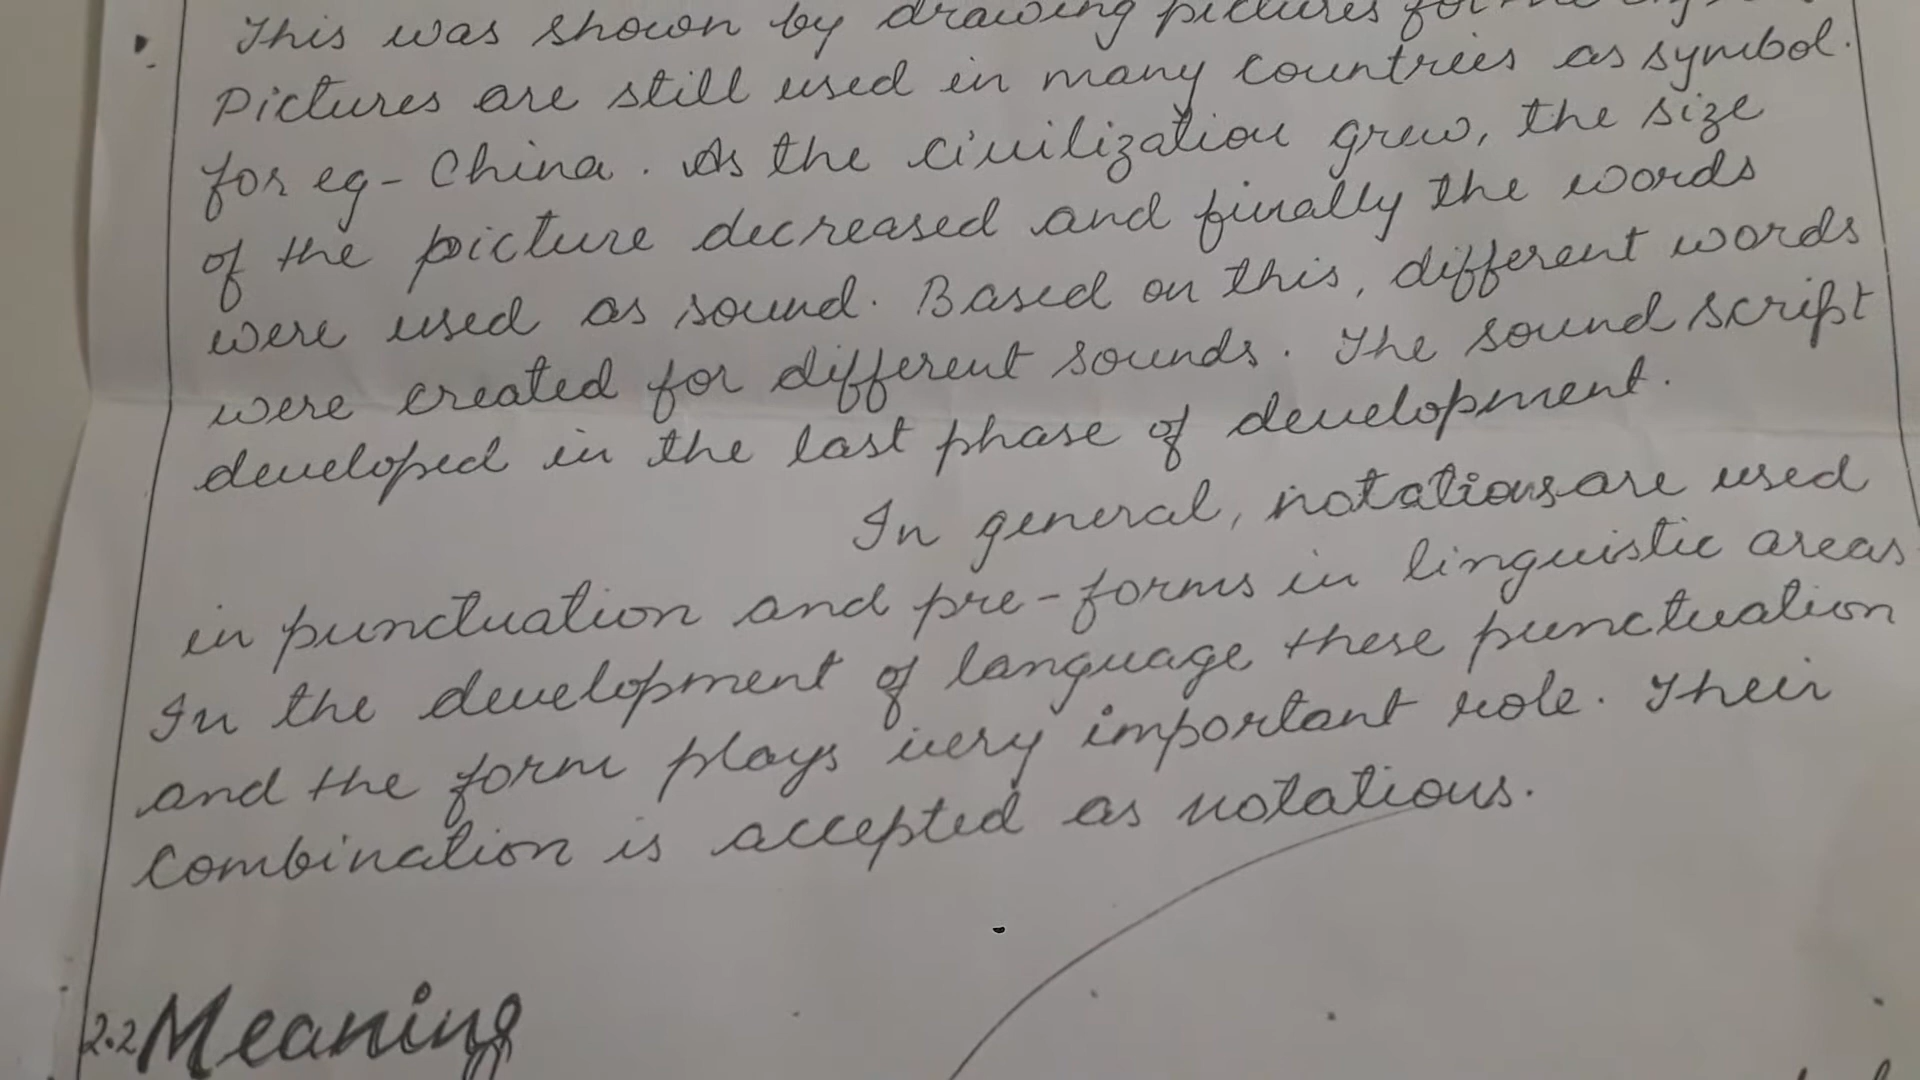 This was shown by drawing pictures for the
Pictures are still used in many countries as symbol.
for eg- China. As the civilization grew, the size
of the picture decreased and finally the words
were used as sound. Based on this, different words
were created for different sounds. The sound script
developed in the last phase of development.
In general, notations are used
in punctuation and pre-forms in linguistic areas
In the development of language these punctuation
and the form plays very important role. Their
Combination is accepted as notations.
2.2 Meaning